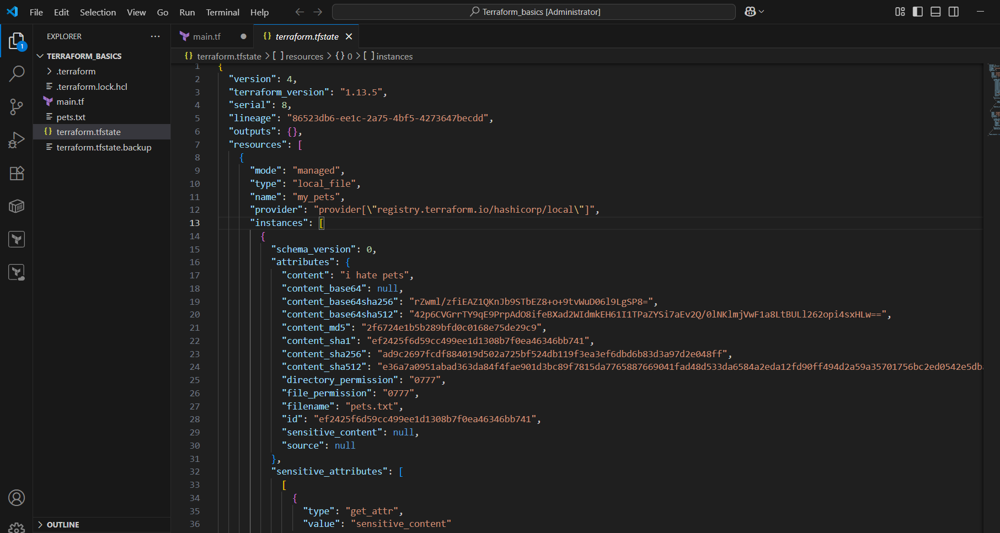 File Edit Selection View Go Run Terminal Help
Terraform_basics [Administrator]
EXPLORER
1
TERRAFORM_BASICS
.terraform
.terraform.lock.hcl
main.tf
pets.txt
terraform.tfstate
terraform.tfstate.backup
OUTLINE
main.tf
{} terraform.tfstate
{} terraform.tfstate > [ ] resources > {} 0 > [ ] instances
1 {
2 "version": 4,
3 "terraform_version": "1.13.5",
4 "serial": 8,
5 "lineage": "86523db6-ee1c-2a75-4bf5-4273647becdd",
6 "outputs": {},
7 "resources": [
8 {
9 "mode": "managed",
10 "type": "local_file",
11 "name": "my_pets",
12 "provider": "provider[\"registry.terraform.io/hashicorp/local\"]",
13 "instances": [
14 {
15 "schema_version": 0,
16 "attributes": {
17 "content": "i hate pets",
18 "content_base64": null,
19 "content_base64sha256": "rZwml/zfiEAZ1QKnJb9STbEZ8+o+9tvWuD06l9LgSP8=",
20 "content_base64sha512": "42p6CVGrrTY9qE9PrpAdO8ifeBXad2WIdmkEH61I1TPaZYSi7aEv2Q/0lNKlmjVwF1a8LtBULl262opi4sxHLw==",
21 "content_md5": "2f6724e1b5b289bfd0c0168e75de29c9",
22 "content_sha1": "ef2425f6d59cc499ee1d1308b7f0ea46346bb741",
23 "content_sha256": "ad9c2697fcdf884019d502a725bf524db119f3ea3ef6dbd6b83d3a97d2e048ff",
24 "content_sha512": "e36a7a0951abad363da84f4fae901d3bc89f7815da7765887669041fad48d533da6584a2eda12fd90ff494d2a59a35701756bc2ed0542e5dba
25 "directory_permission": "0777",
26 "file_permission": "0777",
27 "filename": "pets.txt",
28 "id": "ef2425f6d59cc499ee1d1308b7f0ea46346bb741",
29 "sensitive_content": null,
30 "source": null
31 },
32 "sensitive_attributes": [
33 [
34 {
35 "type": "get_attr",
36 "value": "sensitive_content"